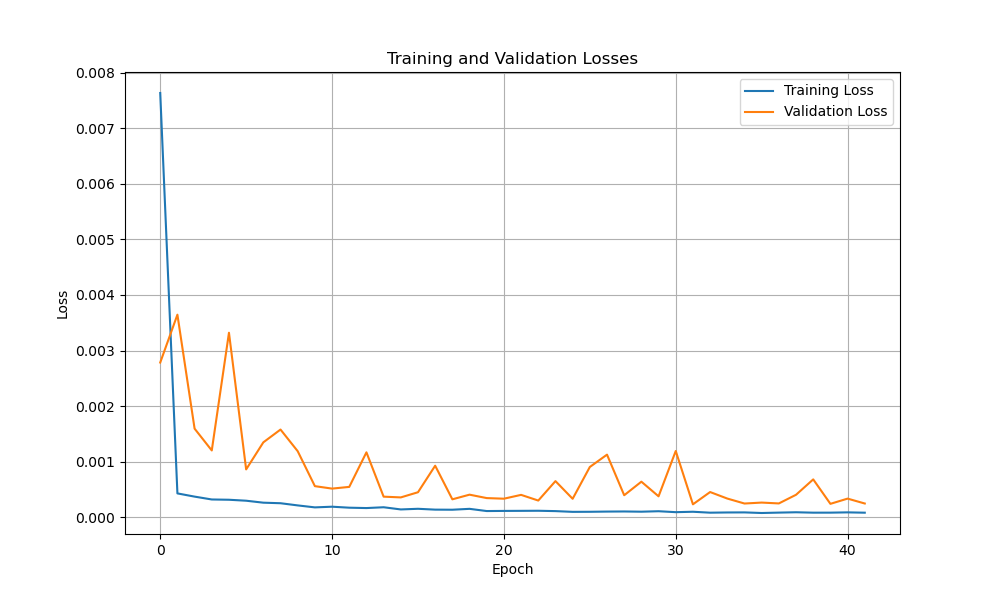 Training and Validation Losses
Training Loss
Validation Loss
0.008
0.007
0.006
0.005
0.004
0.003
0.002
0.001
0.000
Loss
0 10 20 30 40
Epoch